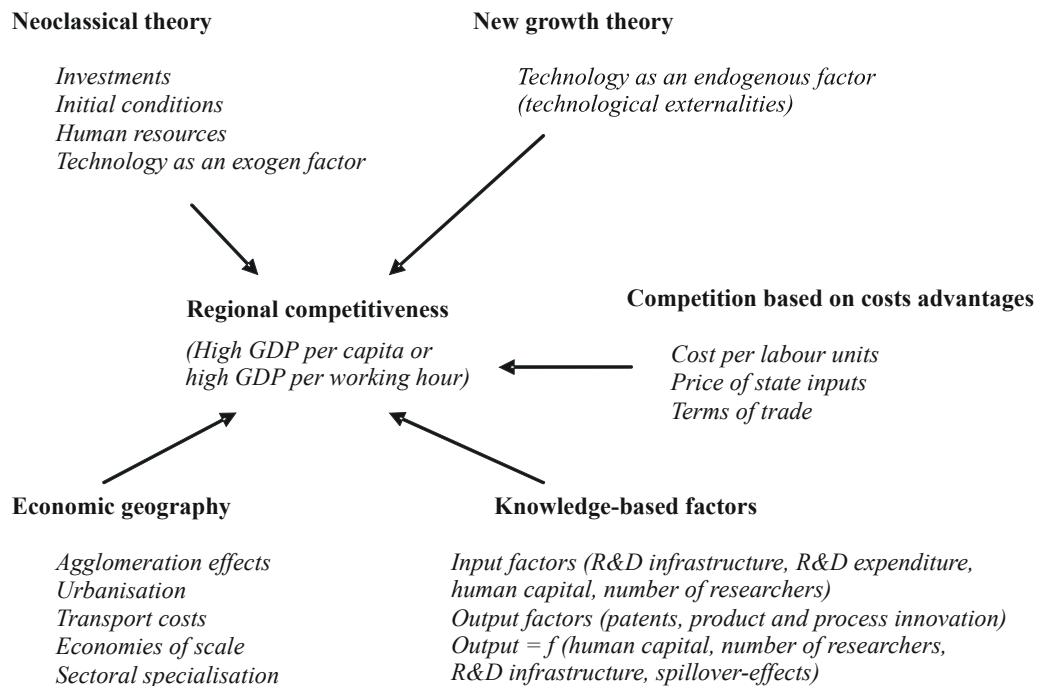 Neoclassical theory
Investments
Initial conditions
Human resources
Technology as an exogen factor
New growth theory
Technology as an endogenous factor
(technological externalities)
Regional competitiveness
(High GDP per capita or
high GDP per working hour)
Competition based on costs advantages
Cost per labour units
Price of state inputs
Terms of trade
Economic geography
Agglomeration effects
Urbanisation
Transport costs
Economies of scale
Sectoral specialisation
Knowledge-based factors
Input factors (R&D infrastructure, R&D expenditure,
human capital, number of researchers)
Output factors (patents, product and process innovation)
Output = f (human capital, number of researchers,
R&D infrastructure, spillover-effects)